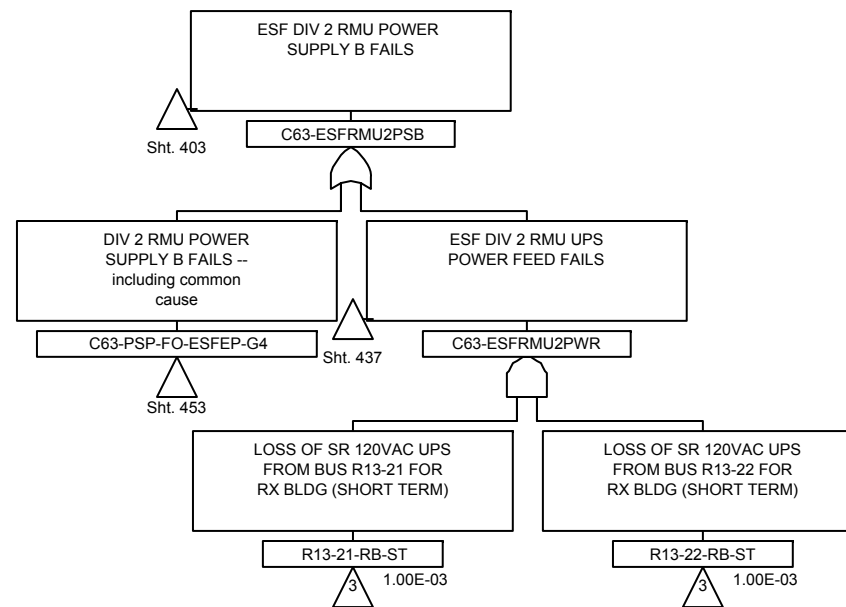 ESF DIV 2 RMU POWER
SUPPLY B FAILS
Sht. 403
C63-ESFRMU2PSB
DIV 2 RMU POWER
SUPPLY B FAILS --
including common
cause
C63-PSP-FO-ESFEP-G4
Sht. 453
ESF DIV 2 RMU UPS
POWER FEED FAILS
Sht. 437
C63-ESFRMU2PWR
LOSS OF SR 120VAC UPS
FROM BUS R13-21 FOR
RX BLDG (SHORT TERM)
R13-21-RB-ST
3
1.00E-03
LOSS OF SR 120VAC UPS
FROM BUS R13-22 FOR
RX BLDG (SHORT TERM)
R13-22-RB-ST
3
1.00E-03